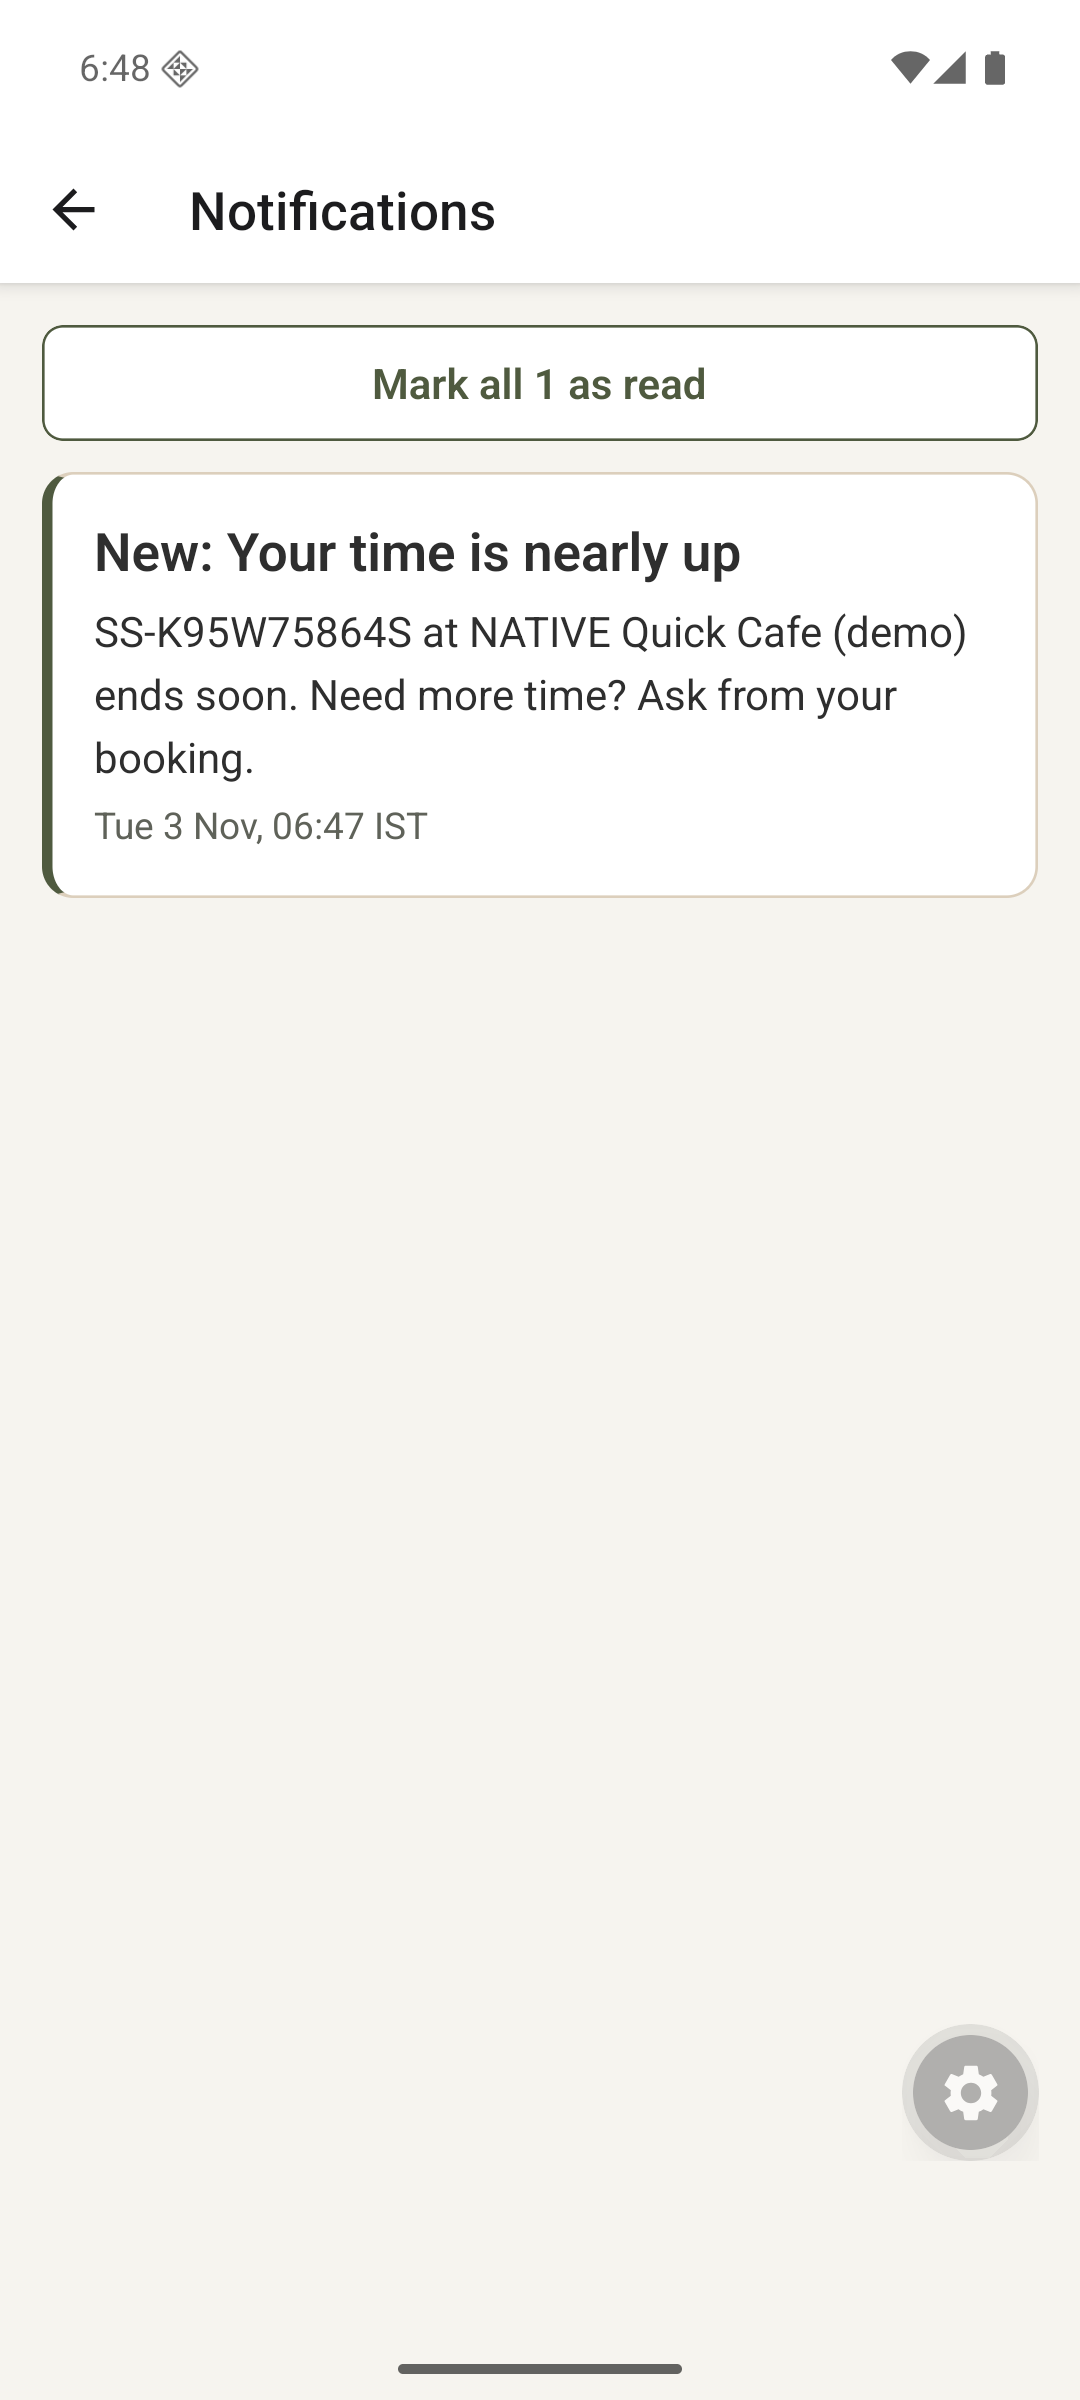 6:48
Notifications
Mark all 1 as read
New: Your time is nearly up
SS-K95W75864S at NATIVE Quick Cafe (demo)
ends soon. Need more time? Ask from your
booking.
Tue 3 Nov, 06:47 IST